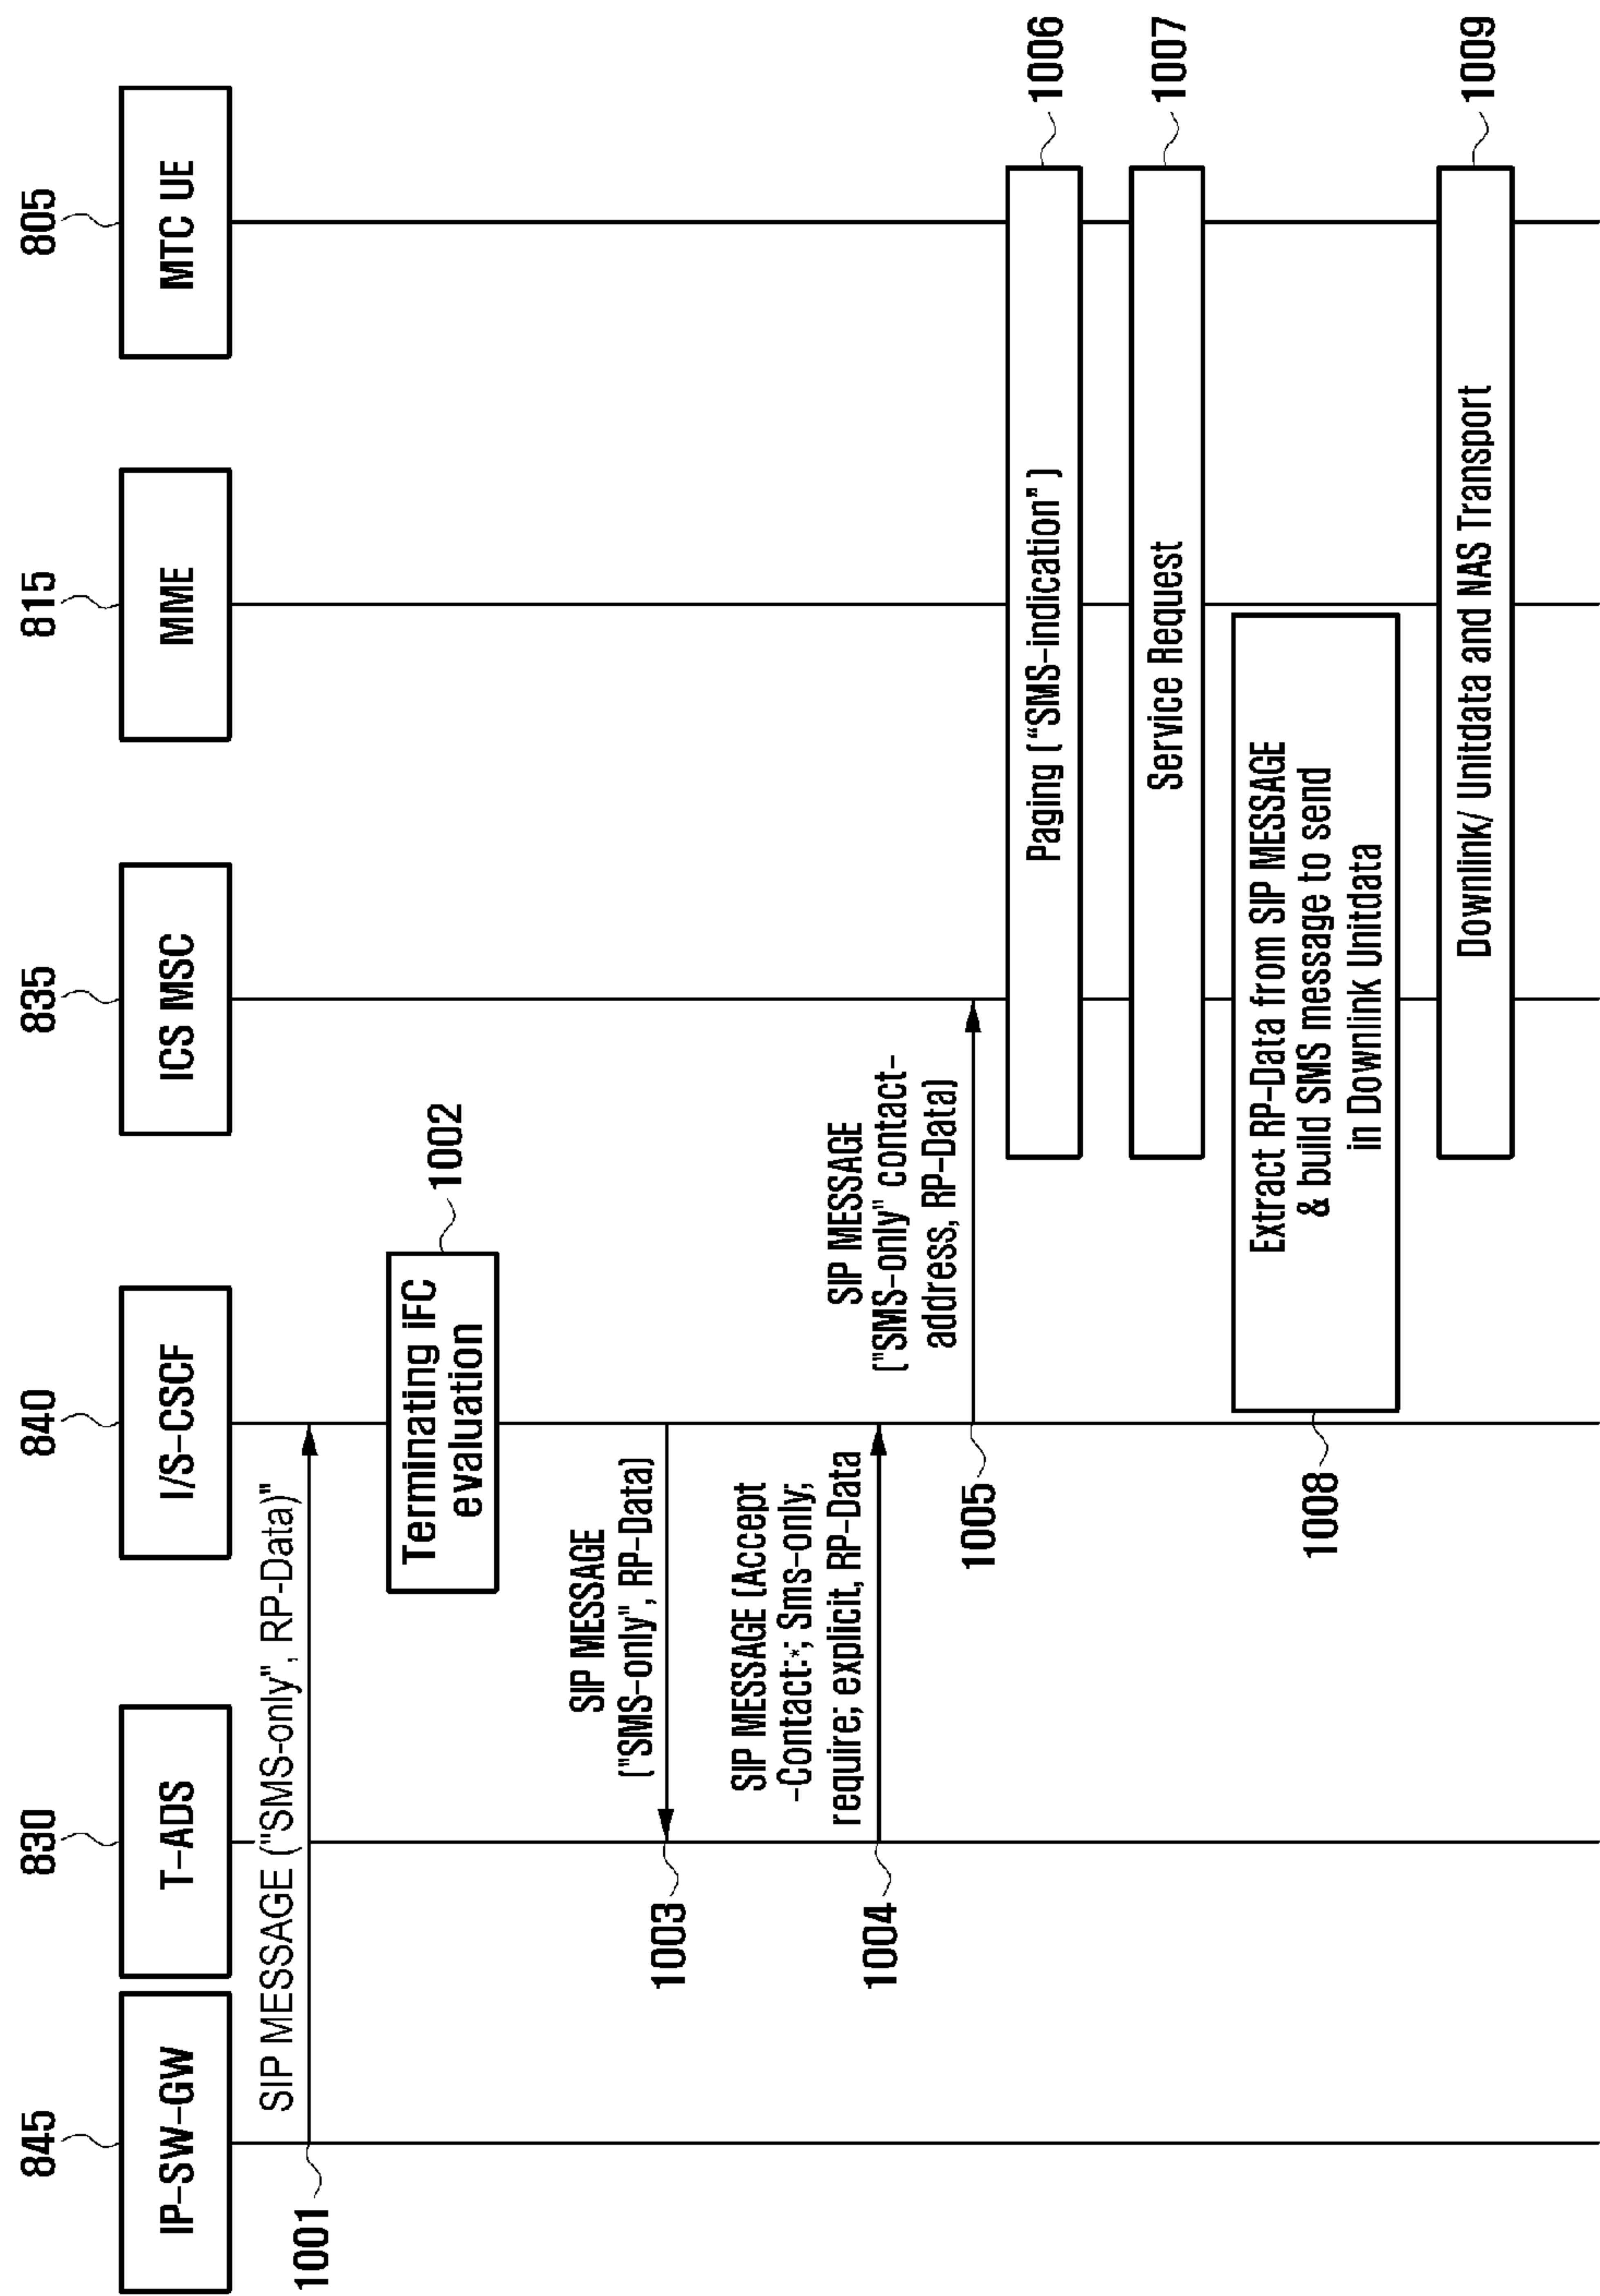 845
830
840
835
815
805
IP-SW-GW
T-ADS
I/S-CSCF
ICS MSC
MME
MTC UE
SIP MESSAGE ("SMS-only", RP-Data)"
1001
Terminating iFC
evaluation
1002
SIP MESSAGE
("SMS-only", RP-Data)
1003
SIP MESSAGE (Accept
-Contact:*; Sms-only;
require; explicit, RP-Data
1004
SIP MESSAGE
("SMS-only" contact-
address, RP-Data)
1005
Paging ("SMS-indication")
1006
Service Request
1007
Extract RP-Data from SIP MESSAGE
& build SMS message to send
in Downlink Unitdata
1008
Downlink/ Unitdata and NAS Transport
1009